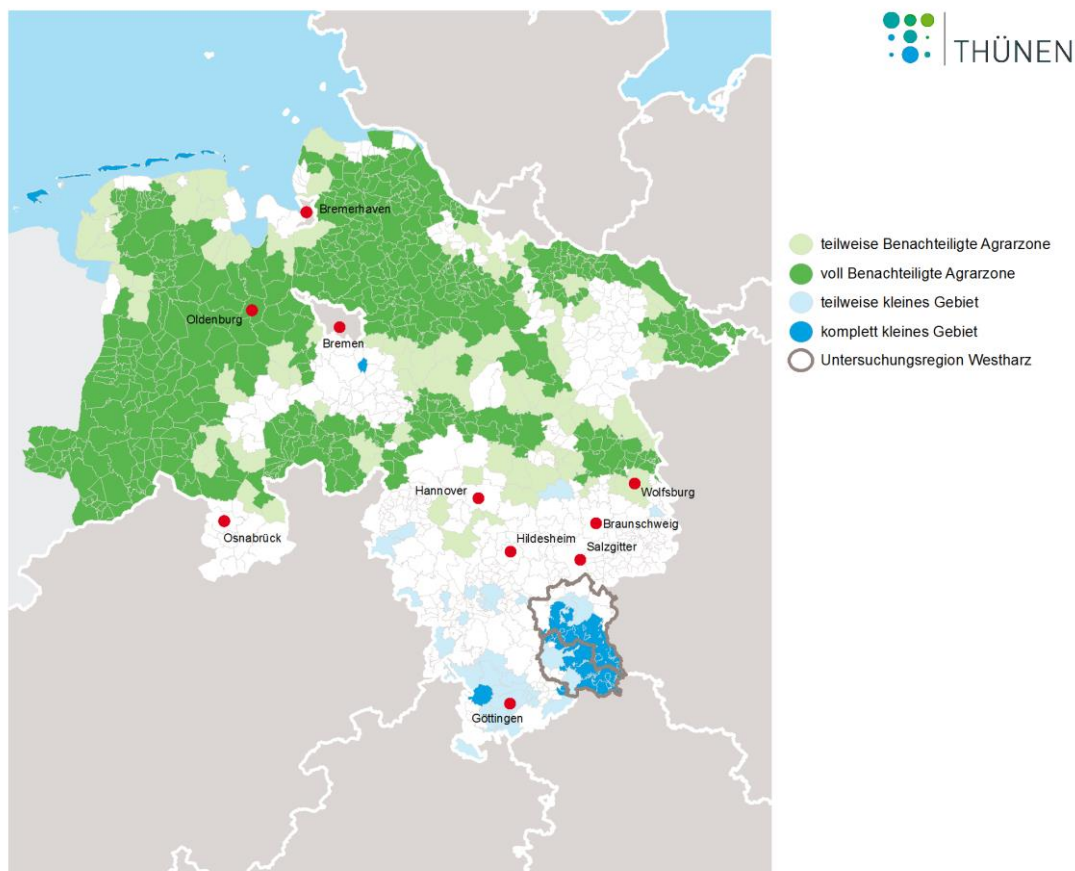 THÜNEN
Bremerhaven
Oldenburg
Bremen
Hannover
Wolfsburg
Osnabrück
Braunschweig
Hildesheim
Salzgitter
Göttingen
teilweise Benachteiligte Agrarzone
voll Benachteiligte Agrarzone
teilweise kleines Gebiet
komplett kleines Gebiet
Untersuchungsregion Westharz